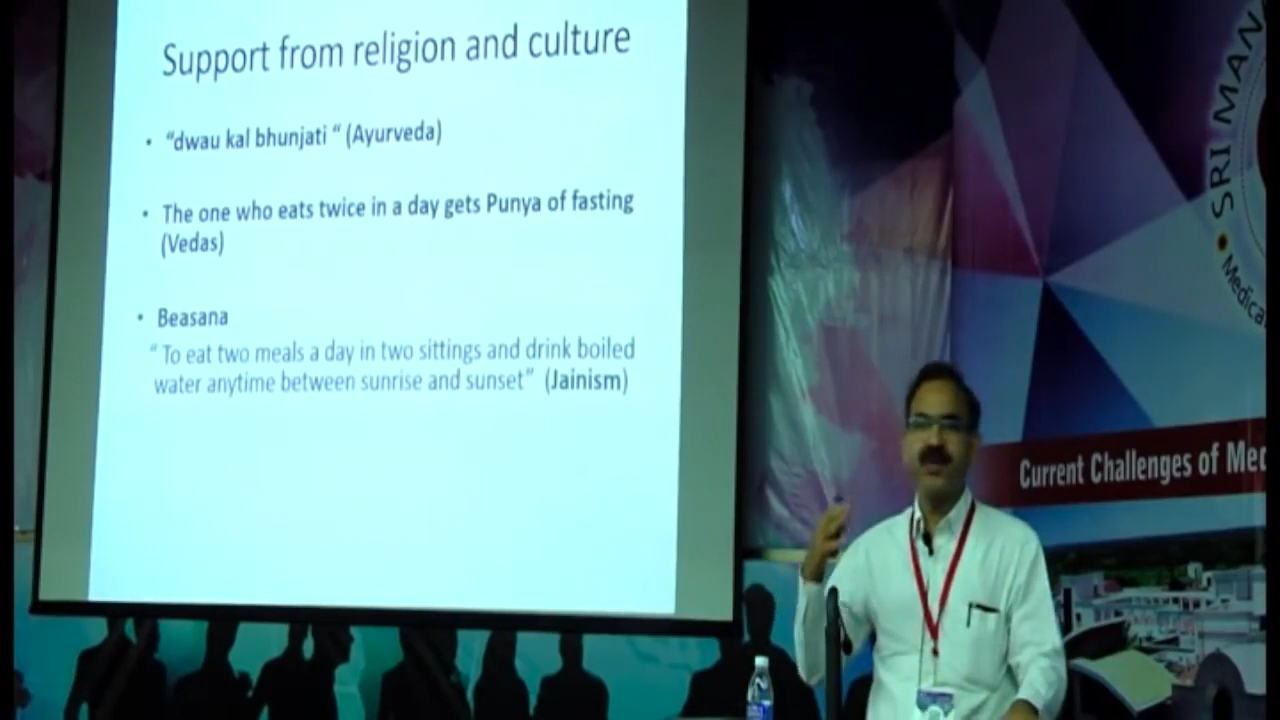 Support from religion and culture
• “dwau kal bhunjati “ (Ayurveda)
• The one who eats twice in a day gets Punya of fasting
(Vedas)
• Beasana
“ To eat two meals a day in two sittings and drink boiled
water anytime between sunrise and sunset” (Jainism)
SRI MAN
Medica
Current Challenges of Med